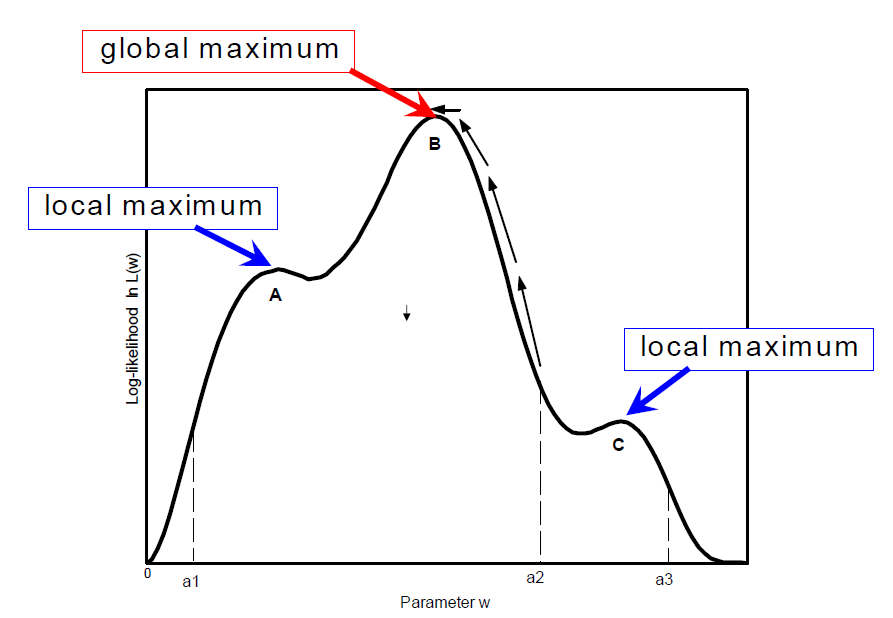 global maximum
B
local maximum
A
local maximum
C
Log-likelihood ln L(w)
0
a1
a2
a3
Parameter w